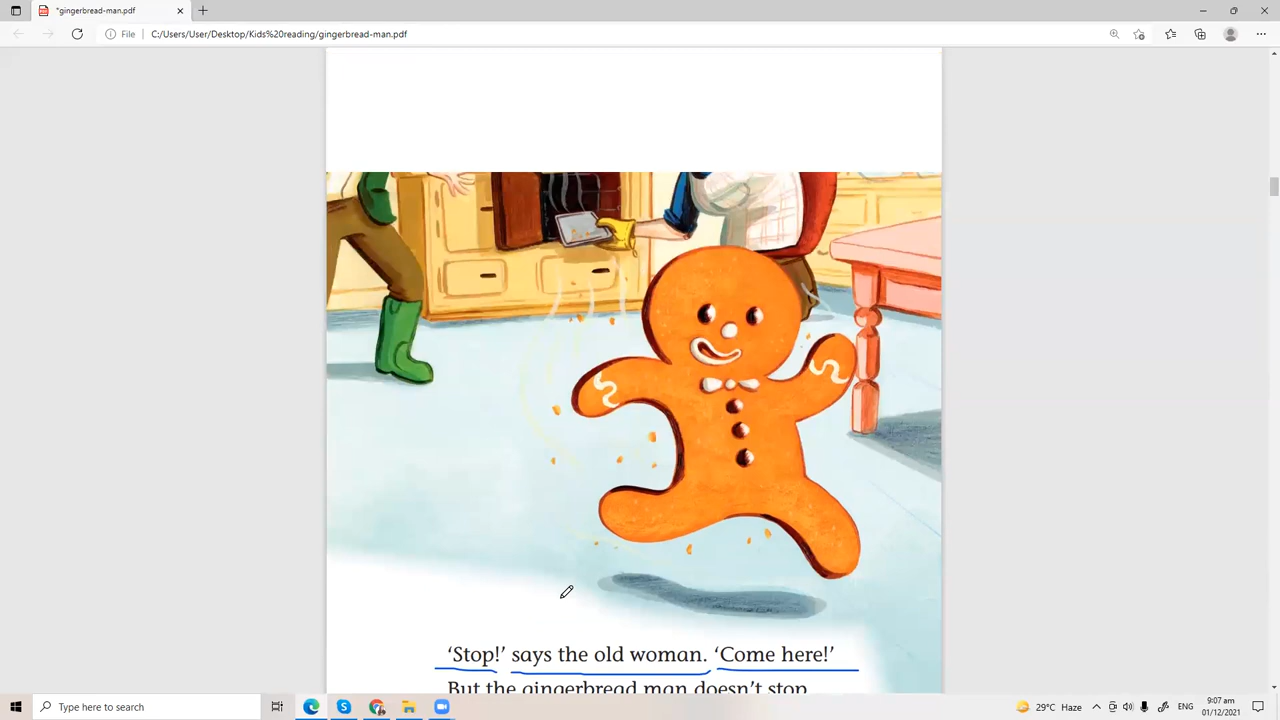 *gingerbread-man.pdf
File C:/Users/User/Desktop/Kids%20reading/gingerbread-man.pdf
‘Stop!’ says the old woman. ‘Come here!’
But the gingerbread man doesn’t stop.
Type here to search
29°C Haze
ENG
9:07 pm
01/12/2021